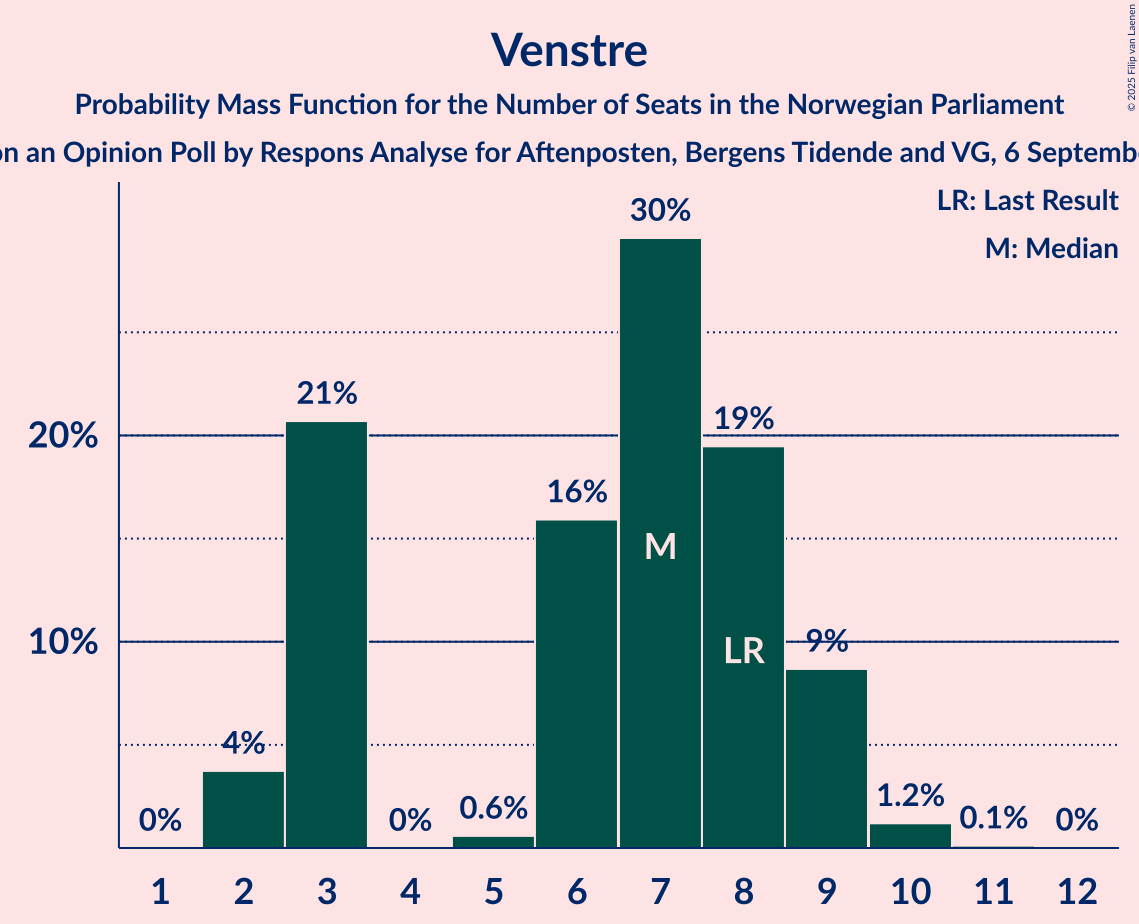 Venstre
Probability Mass Function for the Number of Seats in the Norwegian Parliament
on an Opinion Poll by Respons Analyse for Aftenposten, Bergens Tidende and VG, 6
LR: Last Result
M: Median
30%
21%
20%
19%
16%
M
10%
LR
9%
4%
0%
0%
0.6%
1.2%
0.1%
0%
1 2 3 4 5 6 7 8 9 10 11 12
© 2025 Filip van Laenen